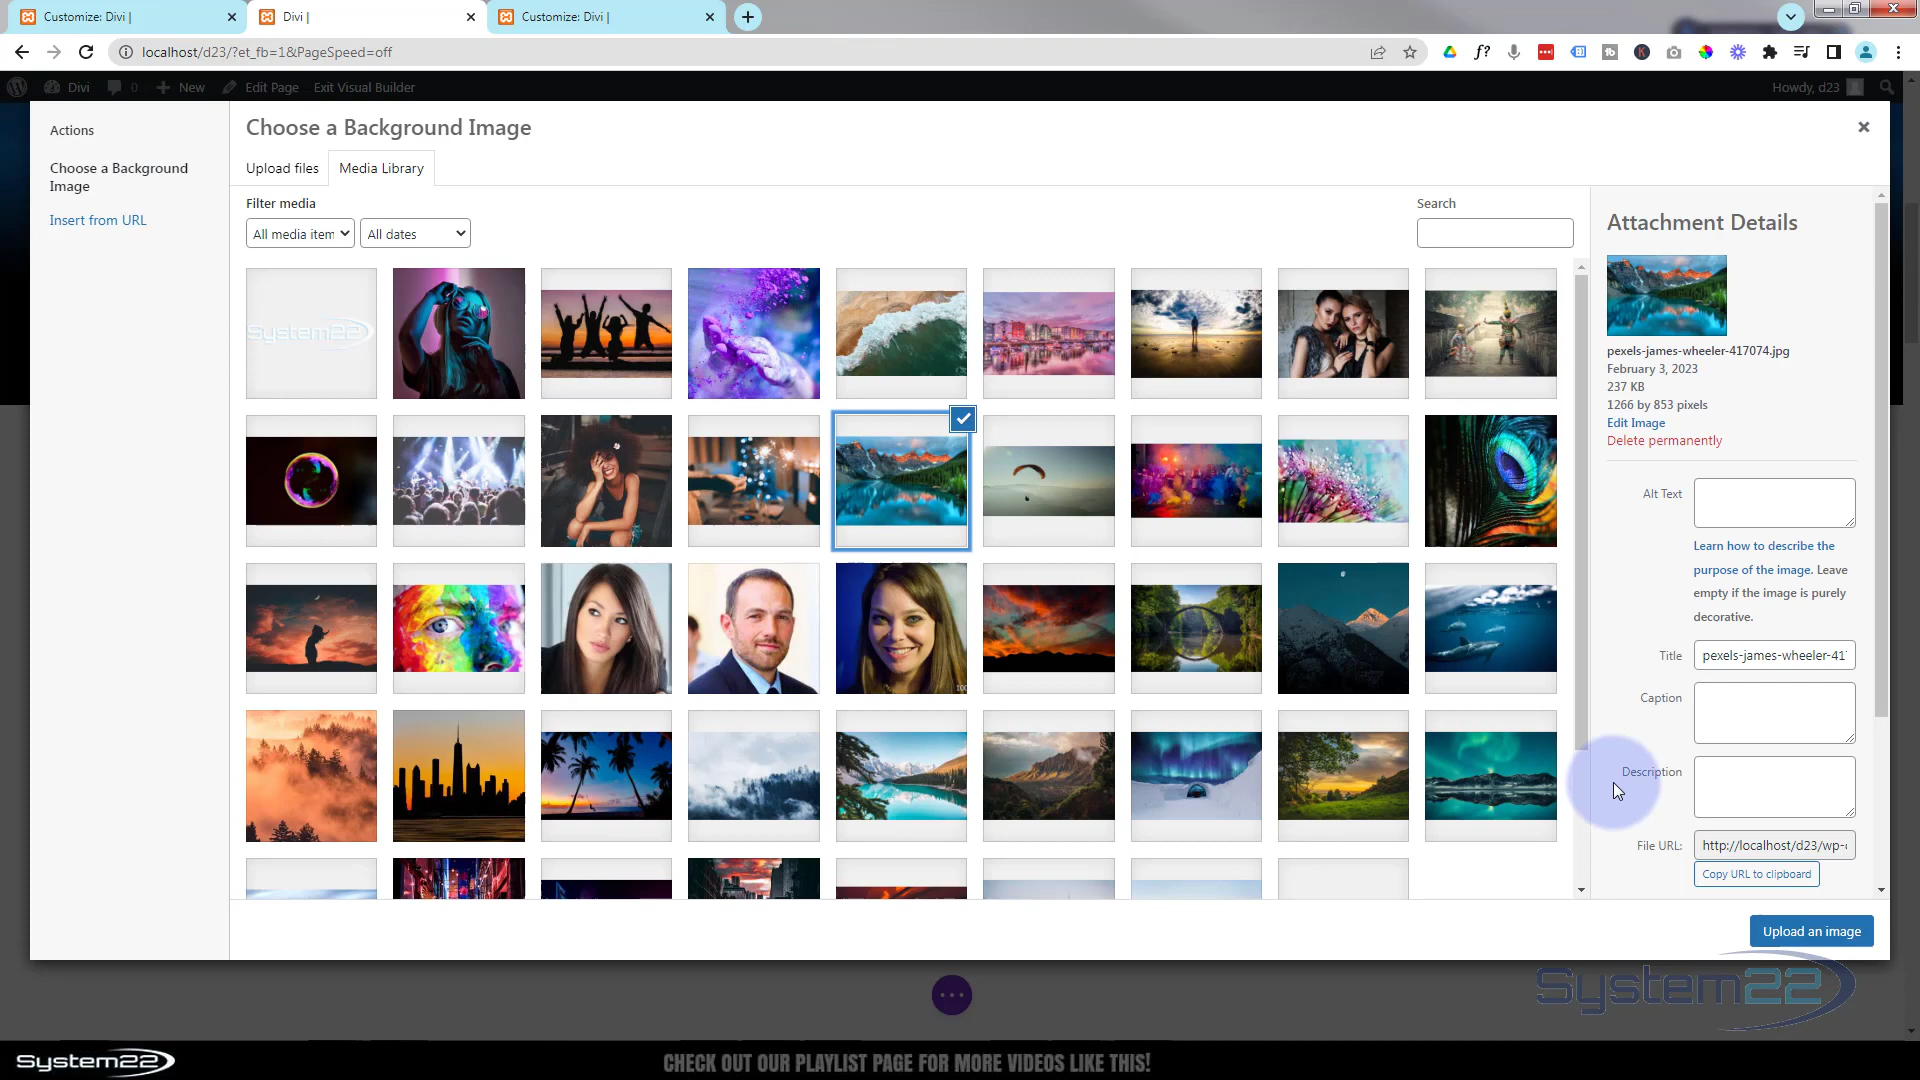 Customize: Divi |
Divi |
Customize: Divi |
localhost/d23/?et_fb=1&PageSpeed=off
f?
Divi
0
New
Edit Page
Exit Visual Builder
Howdy, d23
Actions
Choose a Background
Image
Insert from URL
Choose a Background Image
Upload files
Media Library
Filter media
All media item
All dates
Search
System22
100
Attachment Details
pexels-james-wheeler-417074.jpg
February 3, 2023
237 KB
1266 by 853 pixels
Edit Image
Delete permanently
Alt Text
Learn how to describe the
purpose of the image. Leave
empty if the image is purely
decorative.
Title
pexels-james-wheeler-41
Caption
Description
File URL:
http://localhost/d23/wp-
Copy URL to clipboard
Upload an image
System22
System22
CHECK OUT OUR PLAYLIST PAGE FOR MORE VIDEOS LIKE THIS!